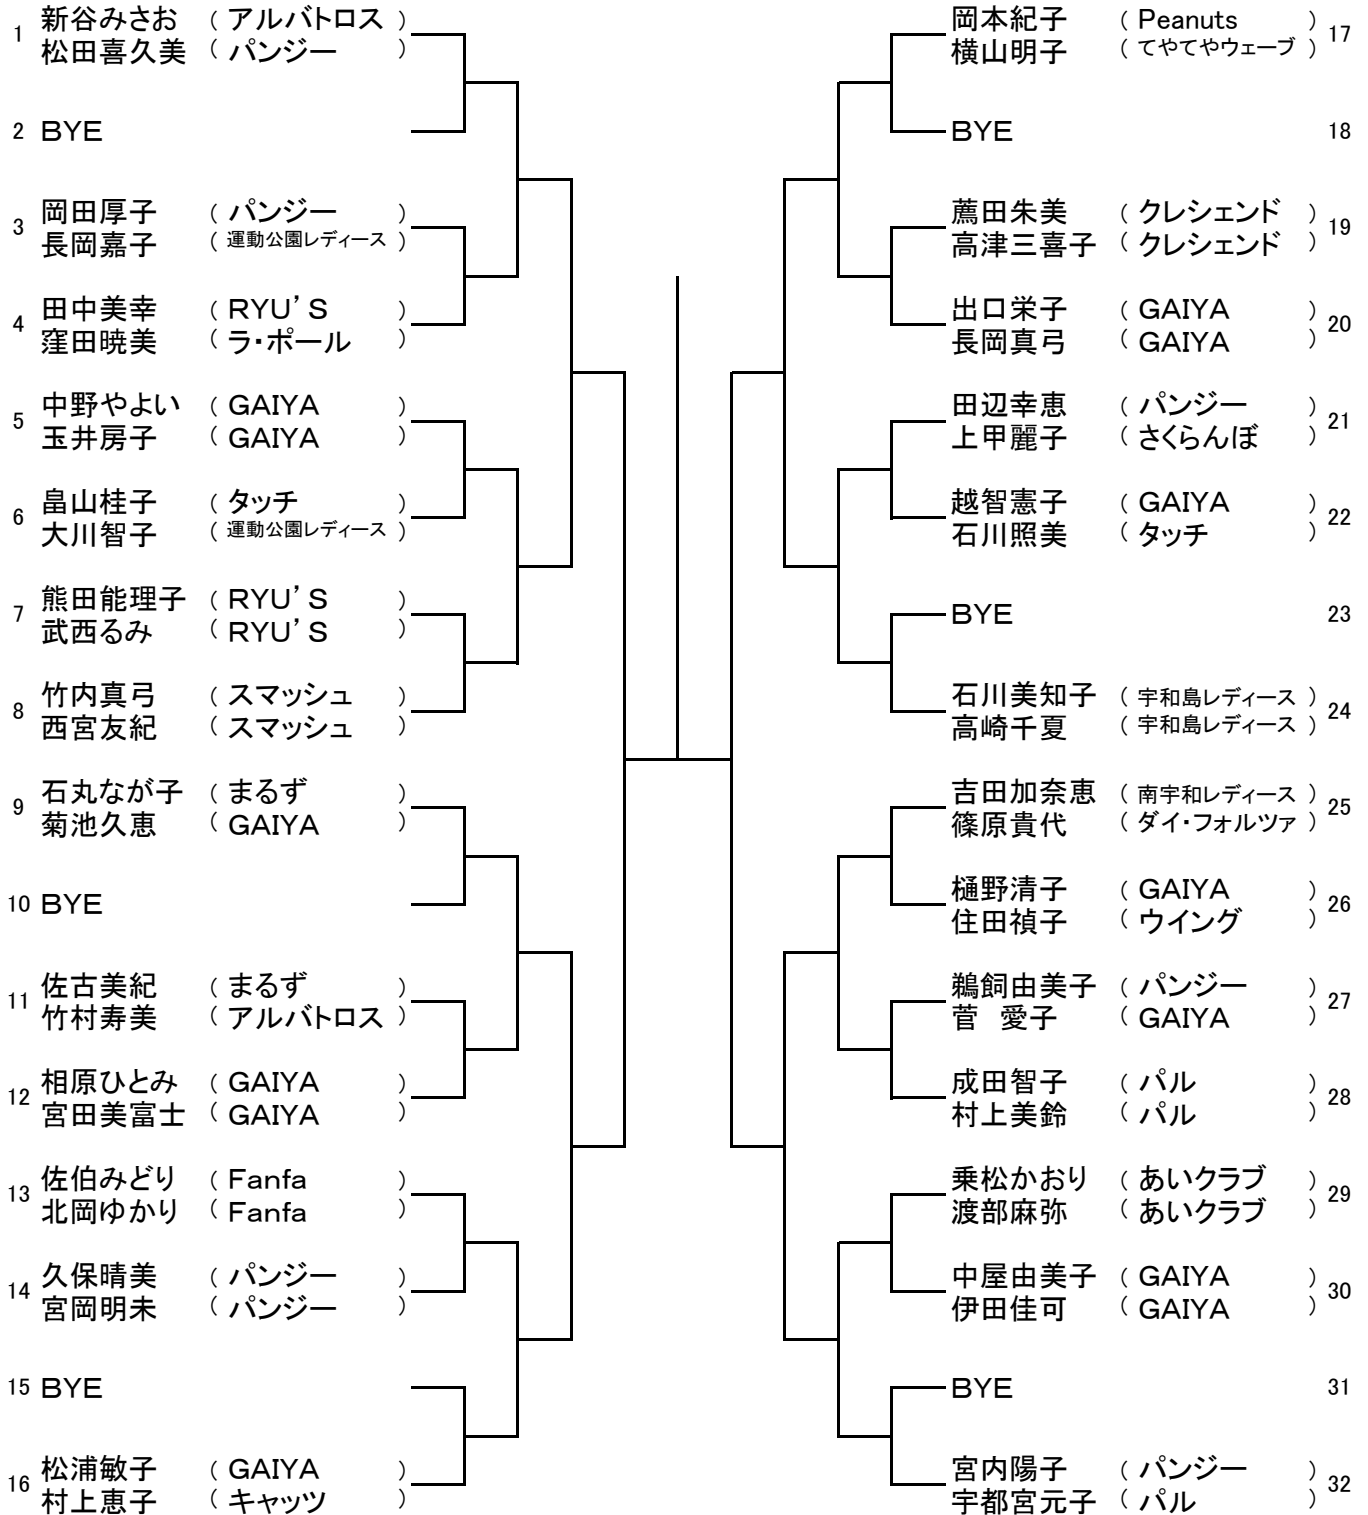 1 新谷みさお ( アルバトロス )
松田喜久美 ( パンジー )
2 BYE
3 岡田厚子 ( パンジー )
長岡嘉子 ( 運動公園レディース )
4 田中美幸 ( RYU'S )
窪田暁美 ( ラ・ポール )
5 中野やよい ( GAIYA )
玉井房子 ( GAIYA )
6 畠山桂子 ( タッチ )
大川智子 ( 運動公園レディース )
7 熊田能理子 ( RYU'S )
武西るみ ( RYU'S )
8 竹内真弓 ( スマッシュ )
西宮友紀 ( スマッシュ )
9 石丸なが子 ( まるず )
菊池久恵 ( GAIYA )
10 BYE
11 佐古美紀 ( まるず )
竹村寿美 ( アルバトロス )
12 相原ひとみ ( GAIYA )
宮田美富士 ( GAIYA )
13 佐伯みどり ( Fanfa )
北岡ゆかり ( Fanfa )
14 久保晴美 ( パンジー )
宮岡明未 ( パンジー )
15 BYE
16 松浦敏子 ( GAIYA )
村上恵子 ( キャッツ )
岡本紀子 ( Peanuts ) 17
横山明子 ( てやてやウェーブ )
BYE 18
薦田朱美 ( クレシェンド ) 19
高津三喜子 ( クレシェンド )
出口栄子 ( GAIYA ) 20
長岡真弓 ( GAIYA )
田辺幸恵 ( パンジー ) 21
上甲麗子 ( さくらんぼ )
越智憲子 ( GAIYA ) 22
石川照美 ( タッチ )
BYE 23
石川美知子 ( 宇和島レディース ) 24
高崎千夏 ( 宇和島レディース )
吉田加奈恵 ( 南宇和レディース ) 25
篠原貴代 ( ダイ・フォルツァ )
樋野清子 ( GAIYA ) 26
住田禎子 ( ウイング )
鵜飼由美子 ( パンジー ) 27
菅 愛子 ( GAIYA )
成田智子 ( パル ) 28
村上美鈴 ( パル )
乗松かおり ( あいクラブ ) 29
渡部麻弥 ( あいクラブ )
中屋由美子 ( GAIYA ) 30
伊田佳可 ( GAIYA )
BYE 31
宮内陽子 ( パンジー ) 32
宇都宮元子 ( パル )